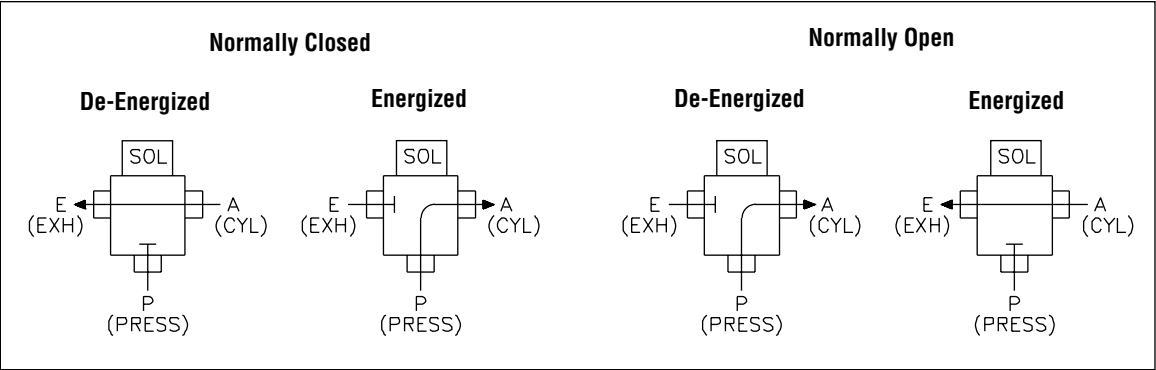 Normally Closed
Normally Open
De-Energized
Energized
De-Energized
Energized
SOL
SOL
SOL
SOL
E
(EXH)
A
(CYL)
E
(EXH)
A
(CYL)
E
(EXH)
A
(CYL)
E
(EXH)
A
(CYL)
P
(PRESS)
P
(PRESS)
P
(PRESS)
P
(PRESS)